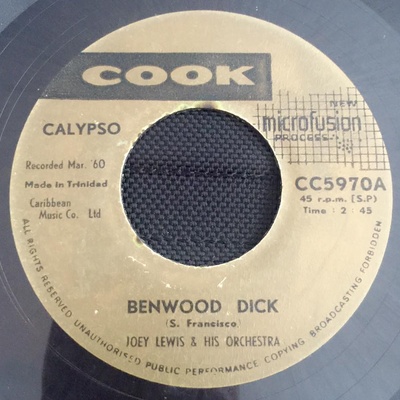 COOK
CALYPSO
NEW
microfusion
PROCESS
Recorded Mar. '60
Made in Trinidad
CC5970A
45 r.p.m. (S.P)
Caribbean
Music Co. Ltd
Time : 2 : 45
BENWOOD DICK
(S. Francisco)
JOEY LEWIS & HIS ORCHESTRA
ALL RIGHTS RESERVED UNAUTHORISED PUBLIC PERFORMANCE COPYING BROADCASTING FORBIDDEN